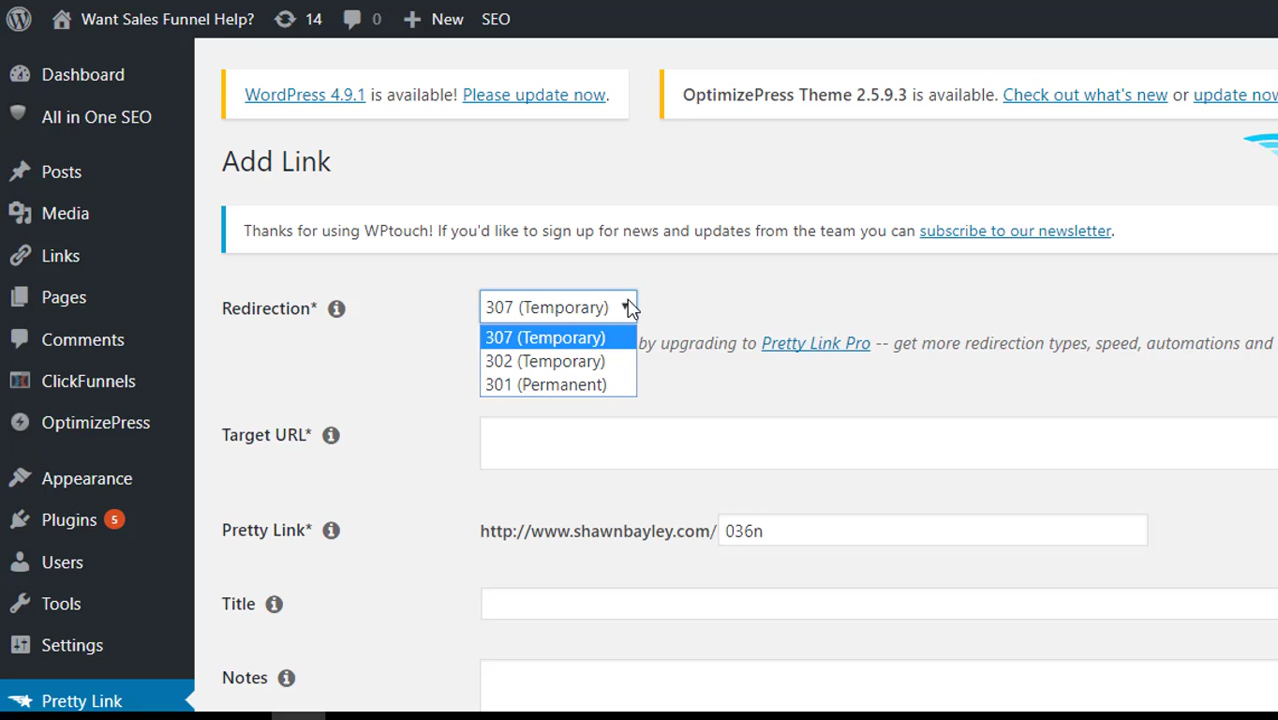 Want Sales Funnel Help? 14 0 New SEO
Dashboard
All in One SEO
Posts
Media
Links
Pages
Comments
ClickFunnels
OptimizePress
Appearance
Plugins 5
Users
Tools
Settings
Pretty Link
WordPress 4.9.1 is available! Please update now.
OptimizePress Theme 2.5.9.3 is available. Check out what's new or update now
Add Link
Thanks for using WPtouch! If you'd like to sign up for news and updates from the team you can subscribe to our newsletter.
Redirection* 307 (Temporary)
307 (Temporary)
by upgrading to Pretty Link Pro -- get more redirection types, speed, automations and
302 (Temporary)
301 (Permanent)
Target URL*
Pretty Link* http://www.shawnbayley.com/ 036n
Title
Notes